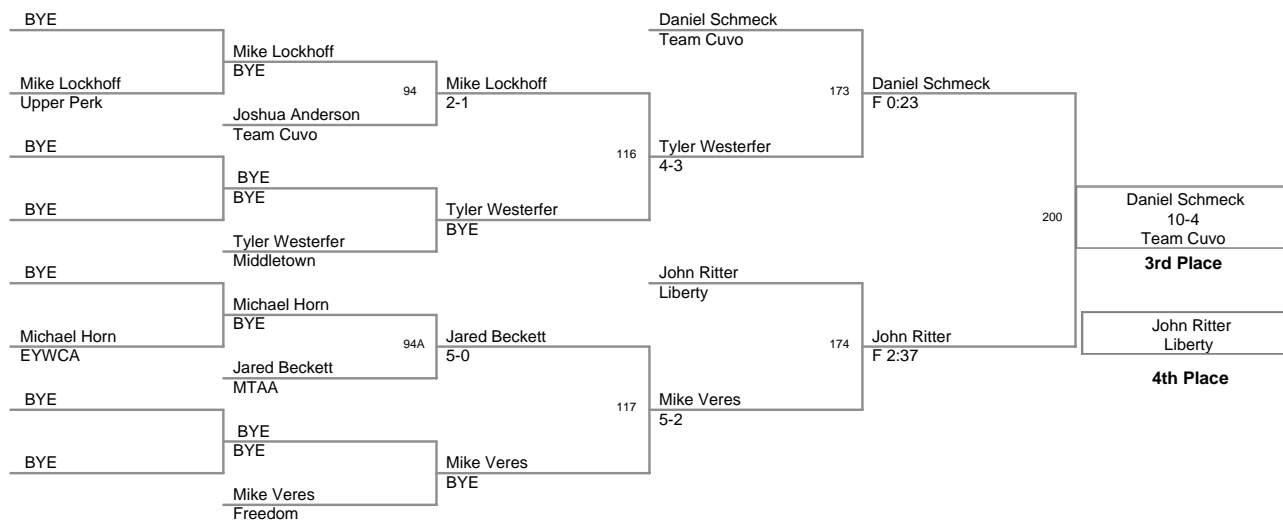 BYE
Mike Lockhoff
Upper Perk
BYE
BYE
BYE
Michael Horn
EYWCA
BYE
BYE
Mike Lockhoff
BYE
Joshua Anderson
Team Cuvo
BYE
BYE
Tyler Westerfer
Middletown
Michael Horn
BYE
Jared Beckett
MTAA
BYE
BYE
Mike Veres
Freedom
94
94A
Mike Lockhoff
2-1
Tyler Westerfer
BYE
Jared Beckett
5-0
Mike Veres
BYE
116
117
Daniel Schmeck
Team Cuvo
Tyler Westerfer
4-3
John Ritter
Liberty
Mike Veres
5-2
173
174
Daniel Schmeck
F 0:23
John Ritter
F 2:37
200
Daniel Schmeck
10-4
Team Cuvo
3rd Place
John Ritter
Liberty
4th Place